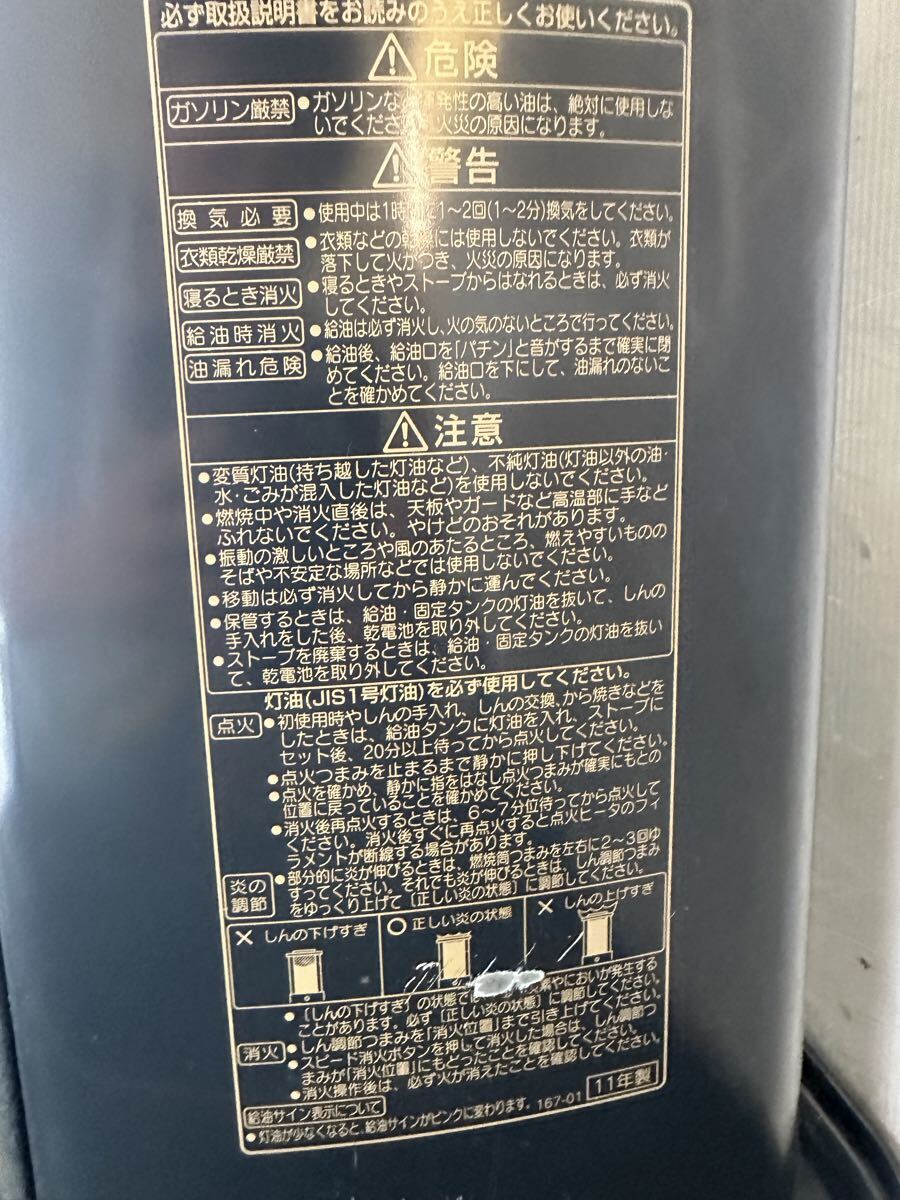 必ず取扱説明書をお読みのうえ正しくお使いください。
危険
ガソリン厳禁
●ガソリンな 発性の高い油は、絶対に使用しな
いでくださ 火災の原因になります。
警告
換気必要
●使用中は1時 1〜2回(1〜2分)換気をしてください。
衣類乾燥厳禁
●衣類などの乾燥には使用しないでください。衣類が
落下して火がつき、火災の原因になります。
寝るとき消火
●寝るときやストーブからはなれるときは、必ず消火
してください。
給油時消火
●給油は必ず消火し、火の気のないところで行ってください。
油漏れ危険
●給油後、給油口を「パチン」と音がするまで確実に閉
めてください。給油口を下にして、油漏れのないこ
とを確かめてください。
注意
●変質灯油(持ち越した灯油など)、不純灯油(灯油以外の油・
水・ごみが混入した灯油など)を使用しないでください。
●燃焼中や消火直後は、天板やガードなど高温部に手など
ふれないでください。やけどのおそれがあります。
●振動の激しいところや風のあたるところ、燃えやすいものの
そばや不安定な場所などでは使用しないでください。
●移動は必ず消火してから静かに運んでください。
●保管するときは、給油・固定タンクの灯油を抜いて、しんの
手入れをした後、乾電池を取り外してください。
●ストーブを廃棄するときは、給油・固定タンクの灯油を抜い
て、乾電池を取り外してください。
灯油(JIS1号灯油)を必ず使用してください。
点火
●初使用時やしんの手入れ、しんの交換、から焼きなどを
したときは、給油タンクに灯油を入れ、ストーブに
セット後、20分以上待ってから点火してください。
●点火つまみを止まるまで静かに押し下げてください。
●点火を確かめ、静かに指をはなし点火つまみが確実にもとの
位置に戻っていることを確かめてください。
●消火後再点火するときは、6〜7分位待ってから点火して
ください。消火後すぐに再点火すると点火ヒータのフィ
ラメントが断線する場合があります。
炎の
調節
●部分的に炎が伸びるときは、燃焼筒つまみを左右に2〜3回ゆ
すってください。それでも炎が伸びるときは、しん調節つまみ
をゆっくり上げて〔正しい炎の状態〕に調節してください。
× しんの下げすぎ
○ 正しい炎の状態
× しんの上げすぎ
●〔しんの下げすぎ〕の状態で やにおいが発生する
ことがあります。必ず〔正しい炎の状態〕に調節してください。
消火
●しん調節つまみを「消火位置」まで引き上げてください。
●スピード消火ボタンを押して消火した場合は、しん調節つ
まみが「消火位置」にもどったことを確認してください。
●消火操作後は、必ず火が消えたことを確認してください。
給油サイン表示について
●灯油が少なくなると、給油サインがピンクに変わります。 167-01
11年製